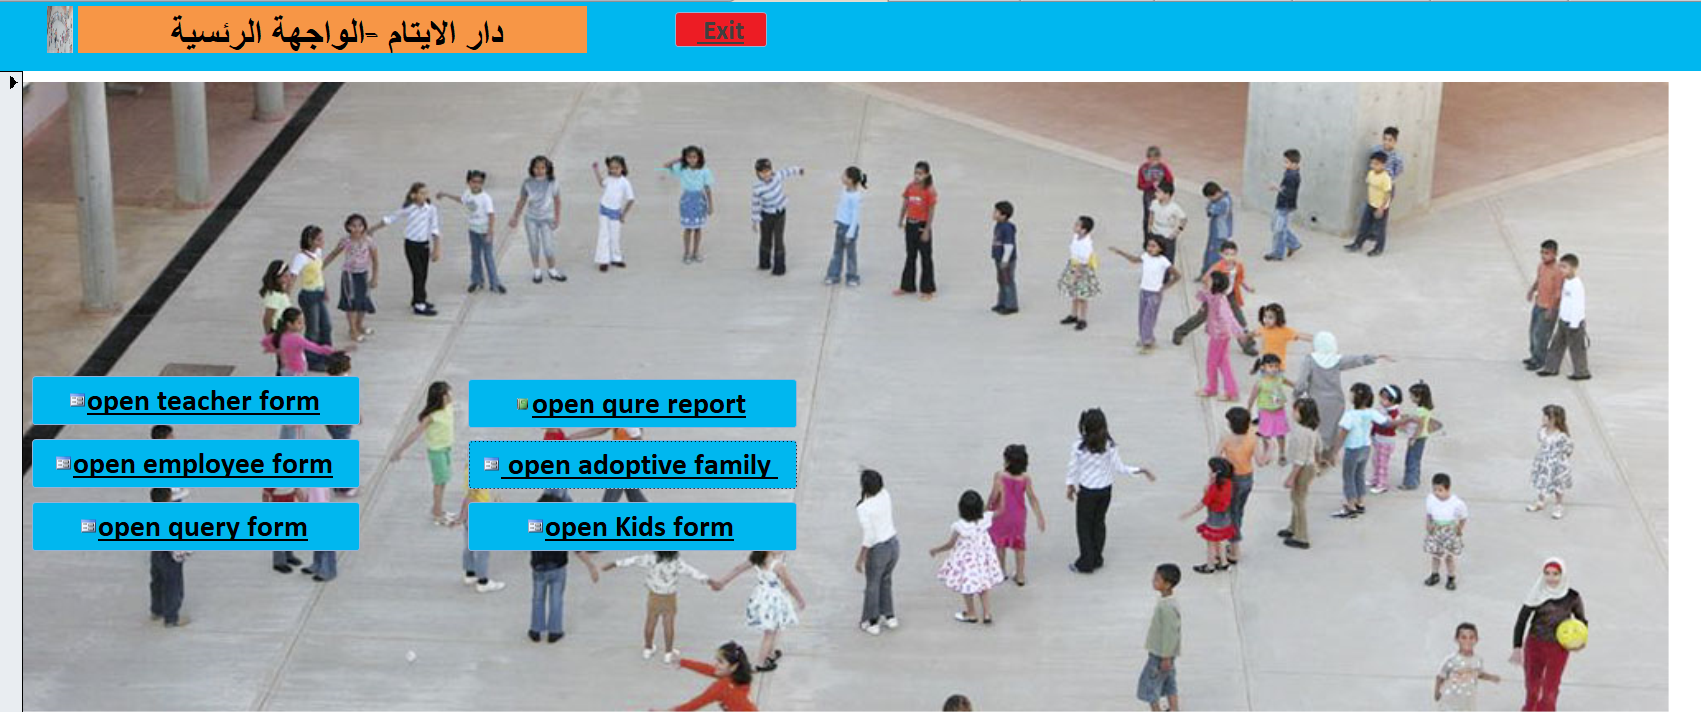 دار الايتام -الواجهة الرئسية
Exit
open teacher form
open qure report
open employee form
open adoptive family
open query form
open Kids form